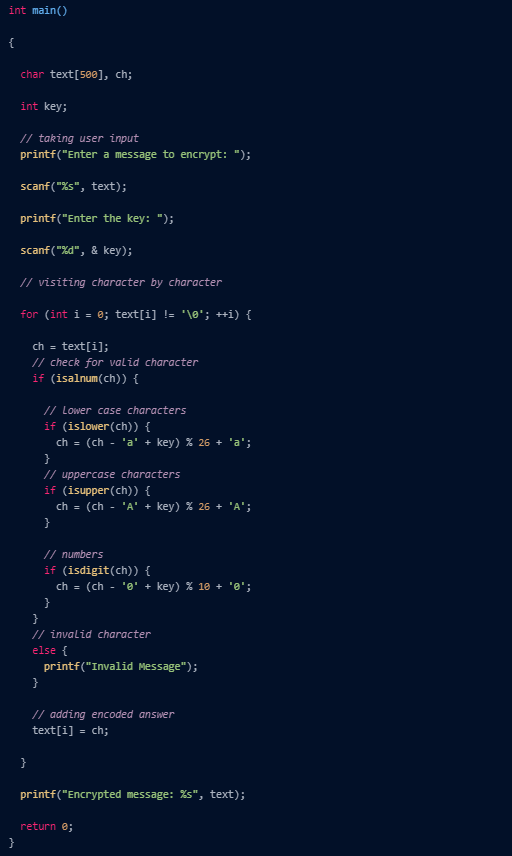 int main()
{
  char text[500], ch;
  int key;
  // taking user input
  printf("Enter a message to encrypt: ");
  scanf("%s", text);
  printf("Enter the key: ");
  scanf("%d", & key);
  // visiting character by character
  for (int i = 0; text[i] != '\0'; ++i) {
    ch = text[i];
    // check for valid character
    if (isalnum(ch)) {
      // lower case characters
      if (islower(ch)) {
        ch = (ch - 'a' + key) % 26 + 'a';
      }
      // uppercase characters
      if (isupper(ch)) {
        ch = (ch - 'A' + key) % 26 + 'A';
      }
      // numbers
      if (isdigit(ch)) {
        ch = (ch - '0' + key) % 10 + '0';
      }
    }
    // invalid character
    else {
      printf("Invalid Message");
    }
    // adding encoded answer
    text[i] = ch;
  }
  printf("Encrypted message: %s", text);
  return 0;
}